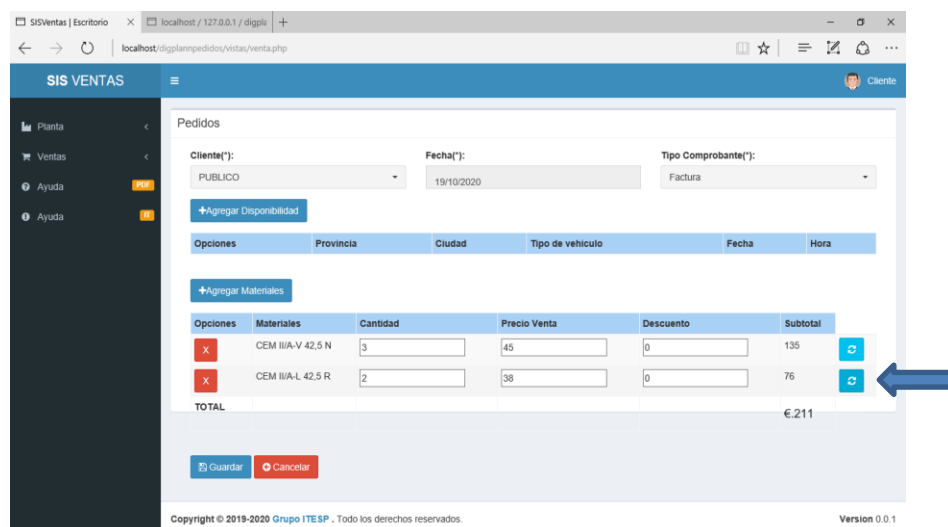 SISVentas | Escritorio localhost / 127.0.0.1 / digpla
localhost/digplannpedidos/vistas/venta.php
SIS VENTAS Cliente
Planta
Ventas
Ayuda PDF
Ayuda IT
Pedidos
Cliente(*): Fecha(*): Tipo Comprobante(*):
PUBLICO 19/10/2020 Factura
+Agregar Disponibilidad
Opciones Provincia Ciudad Tipo de vehiculo Fecha Hora
+Agregar Materiales
Opciones Materiales Cantidad Precio Venta Descuento Subtotal
X CEM II/A-V 42,5 N 3 45 0 135
X CEM II/A-L 42,5 R 2 38 0 76
TOTAL €.211
Guardar Cancelar
Copyright © 2019-2020 Grupo ITESP . Todo los derechos reservados. Version 0.0.1